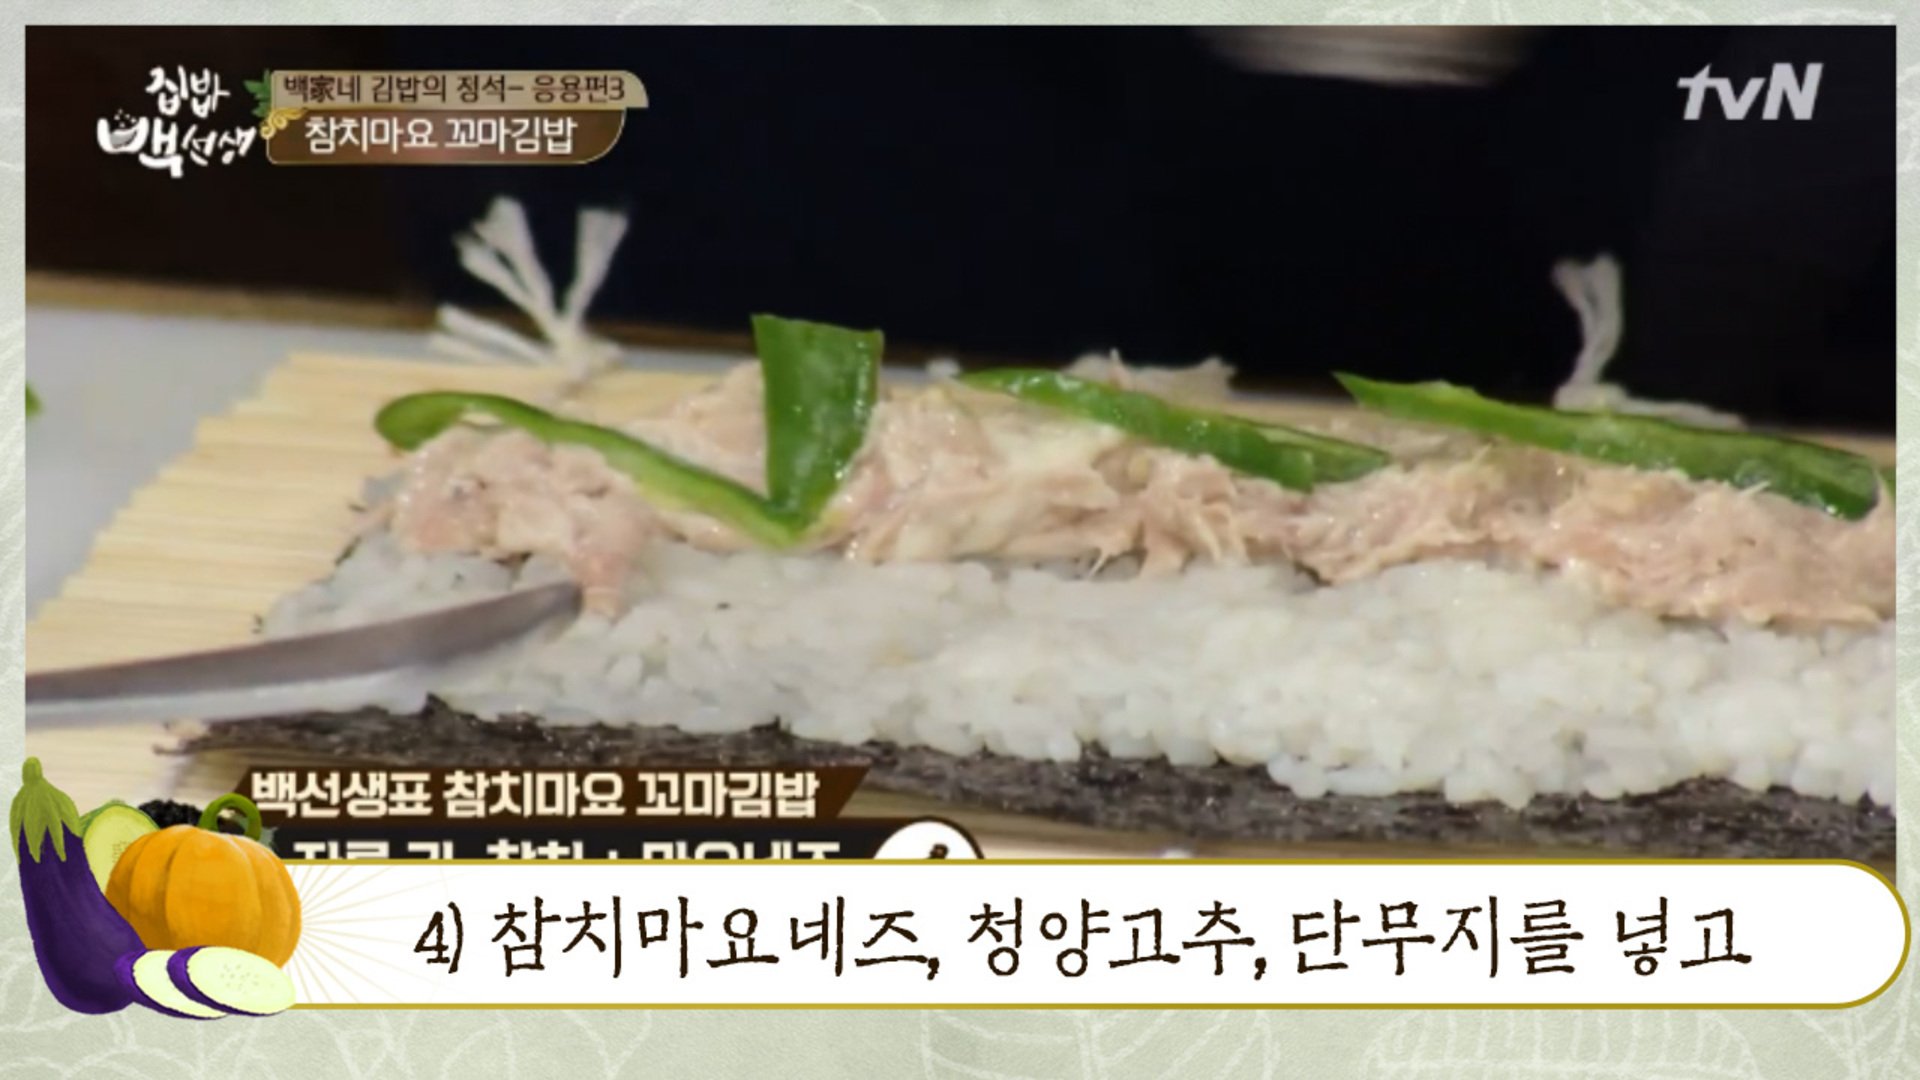 집밥
백선생
백家네 김밥의 정석- 응용편3
참치마요 꼬마김밥
tvN
백선생표 참치마요 꼬마김밥
4) 참치마요네즈, 청양고추, 단무지를 넣고